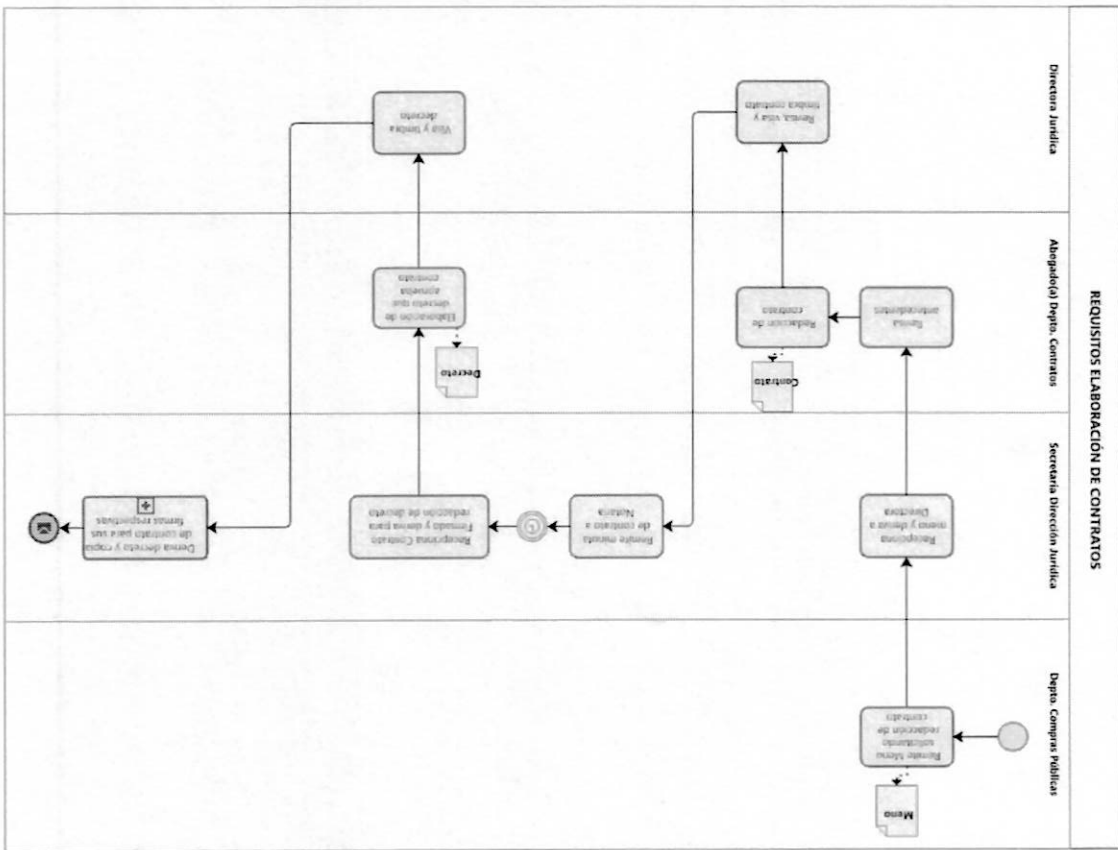 REQUISITOS ELABORACIÓN DE CONTRATOS
Depto. Compras Públicas
Remite Memo
solicitando
redacción de
contrato
Memo
Secretaria Dirección Jurídica
Recepciona
memo y deriva a
Directora
Remite minuta
de contrato a
Notaría
Recepciona Contrato
Firmado y deriva para
redacción de decreto
Deriva decreto y copia
de contrato para sus
firmas respectivas
Abogado(a) Depto. Contratos
Revisa
antecedentes
Redacción de
contrato
Contrato
Elaboración de
decreto que
aprueba
contrato
Decreto
Directora Jurídica
Revisa, visa y
timbra contrato
Visa y timbra
decreto